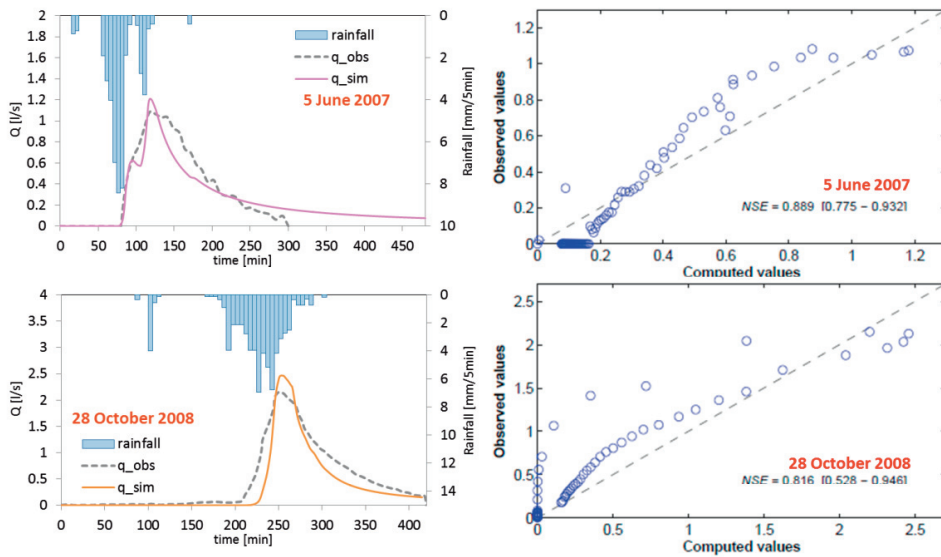 2
1.8
1.6
1.4
1.2
1
0.8
0.6
0.4
0.2
0
Q [l/s]
rainfall
q_obs
q_sim
5 June 2007
0
2
4
6
8
10
Rainfall [mm/5min]
0 50 100 150 200 250 300 350 400 450
time [min]
1.2
1
0.8
0.6
0.4
0.2
0
Observed values
5 June 2007
NSE = 0.889 [0.775 – 0.932]
0 0.2 0.4 0.6 0.8 1 1.2
Computed values
4
3.5
3
2.5
2
1.5
1
0.5
0
Q [l/s]
28 October 2008
rainfall
q_obs
q_sim
0
2
4
6
8
10
12
14
Rainfall [mm/5min]
0 50 100 150 200 250 300 350 400
time [min]
2.5
2
1.5
1
0.5
0
Observed values
28 October 2008
NSE = 0.816 [0.528 – 0.946]
0 0.5 1 1.5 2 2.5
Computed values